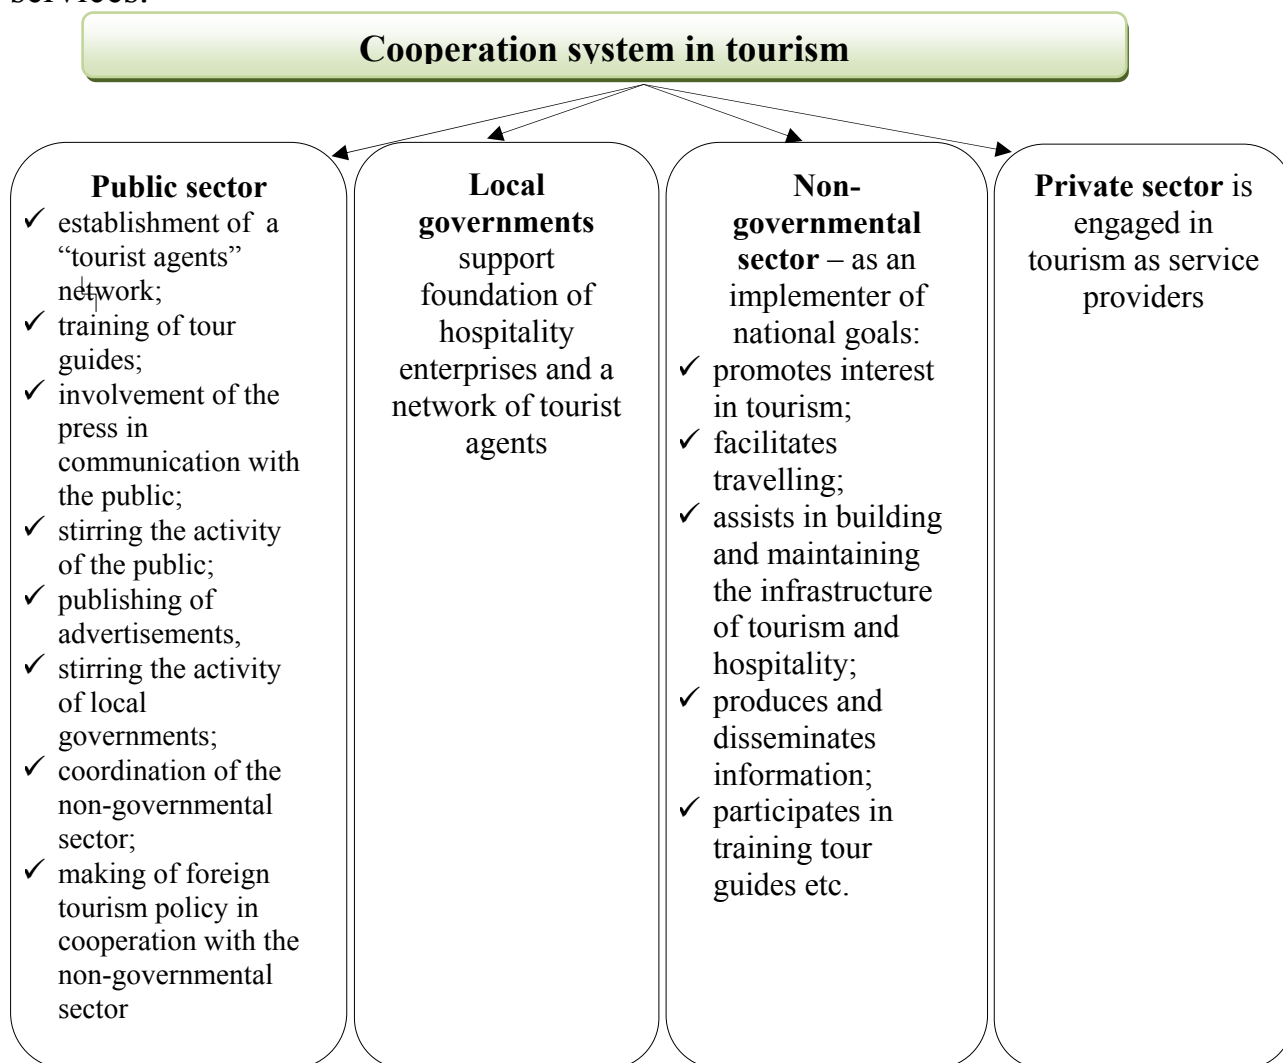 services.
Cooperation system in tourism
Public sector
✓ establishment of a
“tourist agents”
network;
✓ training of tour
guides;
✓ involvement of the
press in
communication with
the public;
✓ stirring the activity
of the public;
✓ publishing of
advertisements,
✓ stirring the activity
of local
governments;
✓ coordination of the
non-governmental
sector;
✓ making of foreign
tourism policy in
cooperation with the
non-governmental
sector
Local
governments
support
foundation of
hospitality
enterprises and a
network of tourist
agents
Non-
governmental
sector – as an
implementer of
national goals:
✓ promotes interest
in tourism;
✓ facilitates
travelling;
✓ assists in building
and maintaining
the infrastructure
of tourism and
hospitality;
✓ produces and
disseminates
information;
✓ participates in
training tour
guides etc.
Private sector is
engaged in
tourism as service
providers